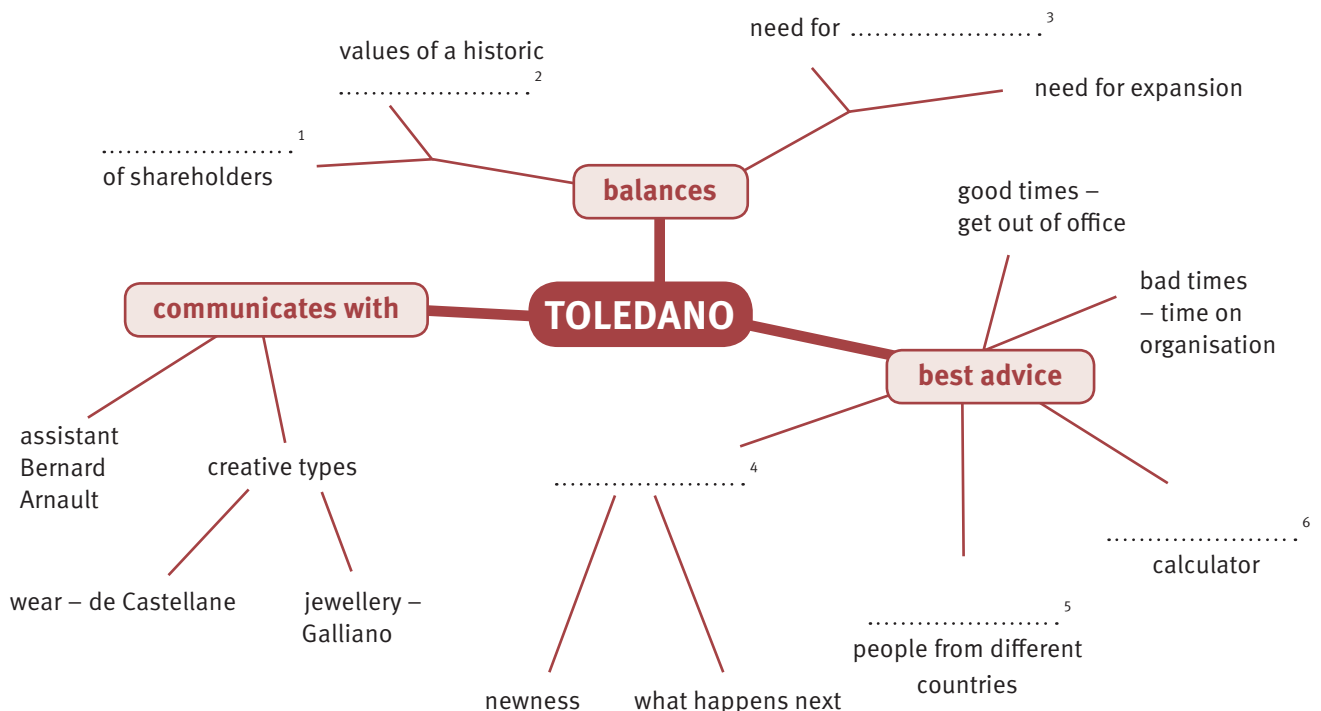 need for ......................3
values of a historic
......................2
need for expansion
......................1
of shareholders
balances
good times –
get out of office
bad times
– time on
organisation
communicates with
TOLEDANO
best advice
assistant
Bernard
Arnault
creative types
......................4
......................6
calculator
wear – de Castellane
jewellery –
Galliano
......................5
people from different
countries
newness
what happens next